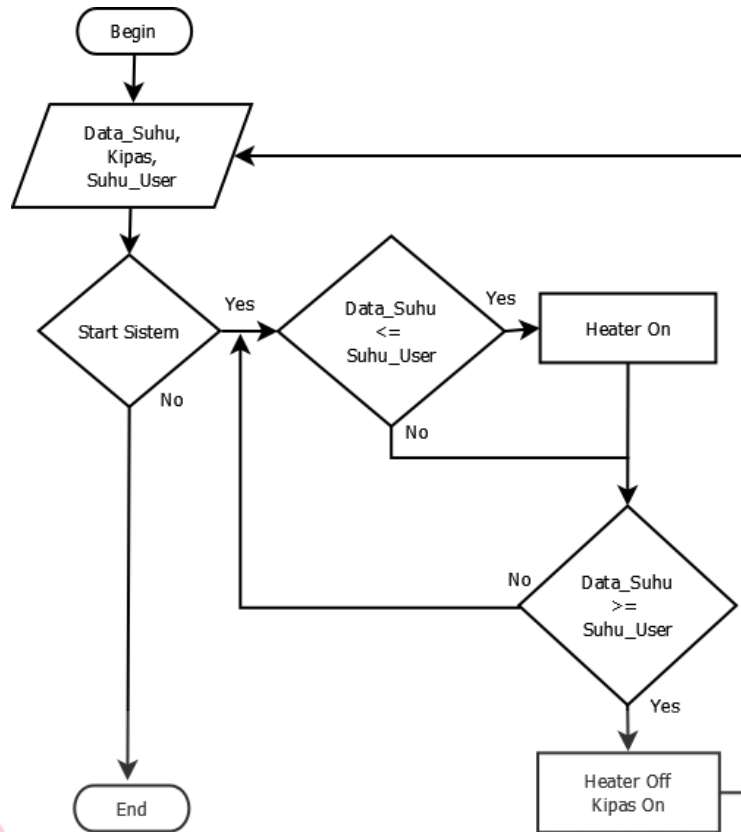 Begin
Data_Suhu,
Kipas,
Suhu_User
Start Sistem
Yes
No
Data_Suhu
<=
Suhu_User
Yes
No
Heater On
Data_Suhu
>=
Suhu_User
No
Yes
Heater Off
Kipas On
End